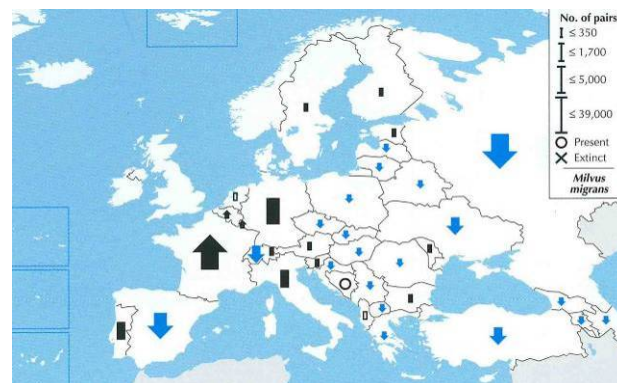 No. of pairs
≤ 350
≤ 1,700
≤ 5,000
≤ 39,000
Present
Extinct
Milvus
migrans